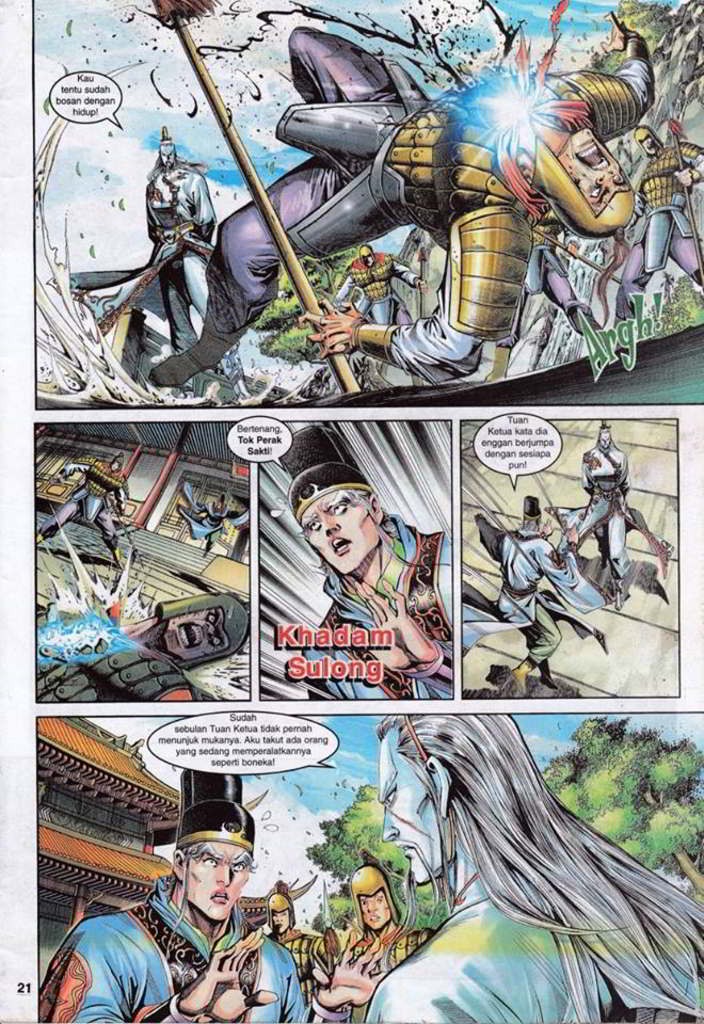 Kau
tentu sudah
bosan dengan
hidup!
Argh!
Bertenang,
Tok Perak
Sakti!
Khadam
Sulong
Tuan
Ketua kata dia
enggan berjumpa
dengan sesiapa
pun!
Sudah
sebulan Tuan Ketua tidak pernah
menunjuk mukanya. Aku takut ada orang
yang sedang memperalatkannya
seperti boneka!
21